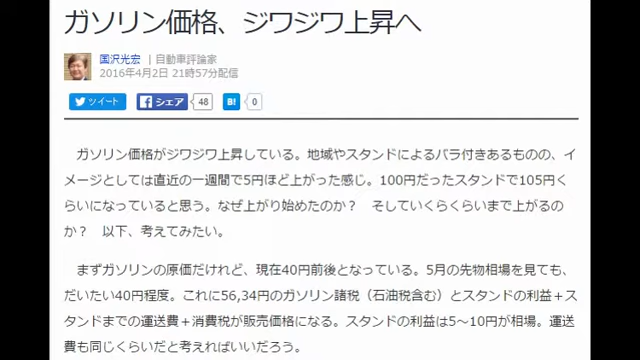 ガソリン価格、ジワジワ上昇へ
国沢光宏 ｜自動車評論家
2016年4月2日 21時57分配信
ツイート シェア 48 B! 0
ガソリン価格がジワジワ上昇している。地域やスタンドによるバラ付きあるものの、イ
メージとしては直近の一週間で5円ほど上がった感じ。100円だったスタンドで105円く
らいになっていると思う。なぜ上がり始めたのか？　そしていくらくらいまで上がるの
か？　以下、考えてみたい。
まずガソリンの原価だけれど、現在40円前後となっている。5月の先物相場を見ても、
だいたい40円程度。これに56,34円のガソリン諸税（石油税含む）とスタンドの利益＋ス
タンドまでの運送費＋消費税が販売価格になる。スタンドの利益は5〜10円が相場。運送
費も同じくらいだと考えればいいだろう。